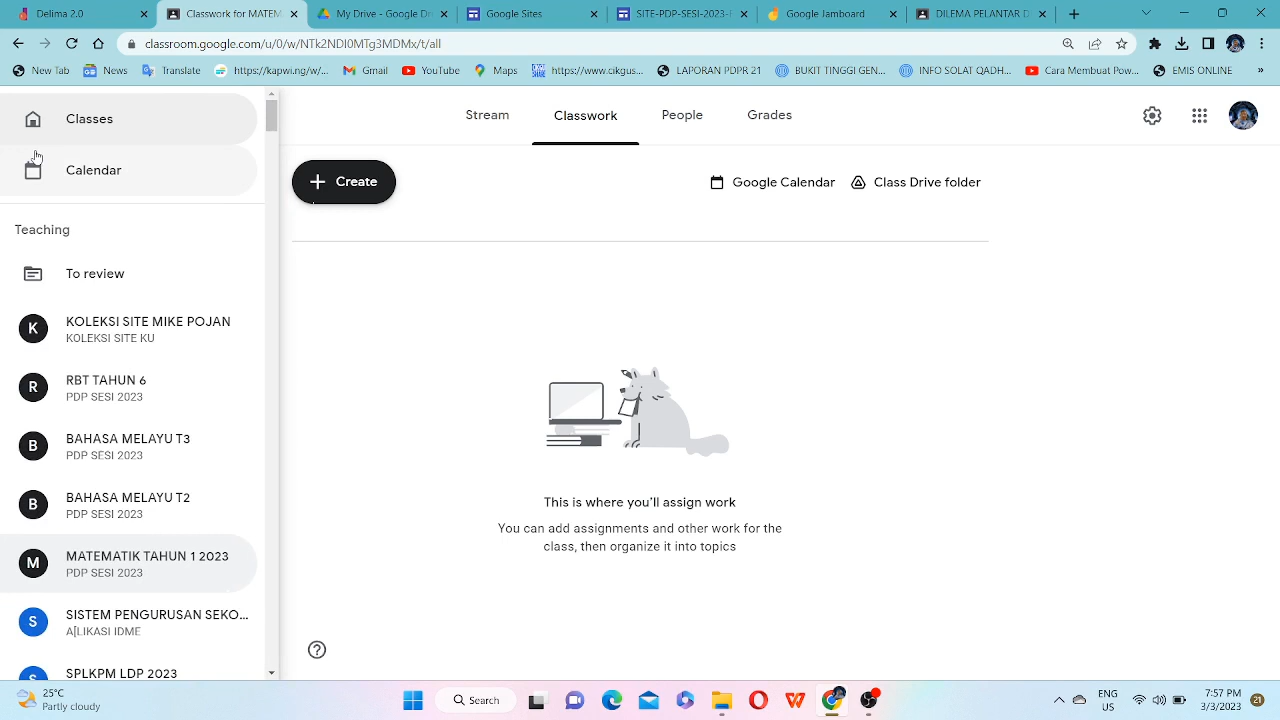 Delima 2.0
Classroom for MATEM
My Drive - Google Dr
Google Sites
SITE-PDP-SESI-2023-
Google Jamboard
DILEMA PELANTAR D
classroom.google.com/u/0/w/NTk2NDI0MTg3MDMx/t/all
New Tab
News
Translate
https://kapwing.com/w...
Gmail
YouTube
Maps
https://www.cikgus...
LAPORAN PDPR 21
BUKIT TINGGI GEN...
INFO SOLAT QADH...
Cara Membuat Pow...
EMIS ONLINE
»
Classes
Calendar
Teaching
To review
K
KOLEKSI SITE MIKE POJAN
KOLEKSI SITE KU
R
RBT TAHUN 6
PDP SESI 2023
B
BAHASA MELAYU T3
PDP SESI 2023
B
BAHASA MELAYU T2
PDP SESI 2023
M
MATEMATIK TAHUN 1 2023
PDP SESI 2023
S
SISTEM PENGURUSAN SEKO...
A[LIKASI IDME
S
SPLKPM LDP 2023
Stream
Classwork
People
Grades
Create
Google Calendar
Class Drive folder
This is where you'll assign work
You can add assignments and other work for the
class, then organize it into topics
25°C
Partly cloudy
Search
ENG
US
7:57 PM
3/3/2023
21